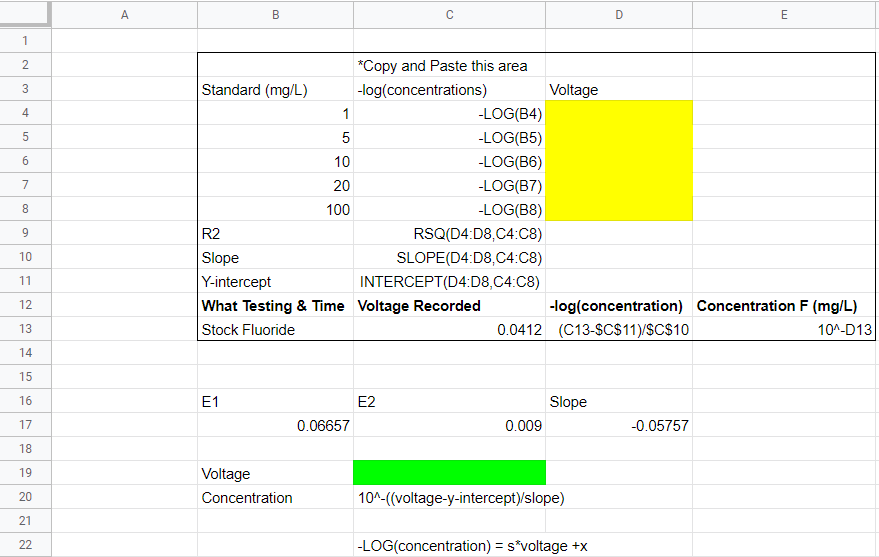 A B C D E
1
2 *Copy and Paste this area
3 Standard (mg/L) -log(concentrations) Voltage
4 1 -LOG(B4)
5 5 -LOG(B5)
6 10 -LOG(B6)
7 20 -LOG(B7)
8 100 -LOG(B8)
9 R2 RSQ(D4:D8,C4:C8)
10 Slope SLOPE(D4:D8,C4:C8)
11 Y-intercept INTERCEPT(D4:D8,C4:C8)
12 What Testing & Time Voltage Recorded -log(concentration) Concentration F (mg/L)
13 Stock Fluoride 0.0412 (C13-$C$11)/$C$10 10^-D13
14
15
16 E1 E2 Slope
17 0.06657 0.009 -0.05757
18
19 Voltage
20 Concentration 10^-((voltage-y-intercept)/slope)
21
22 -LOG(concentration) = s*voltage +x